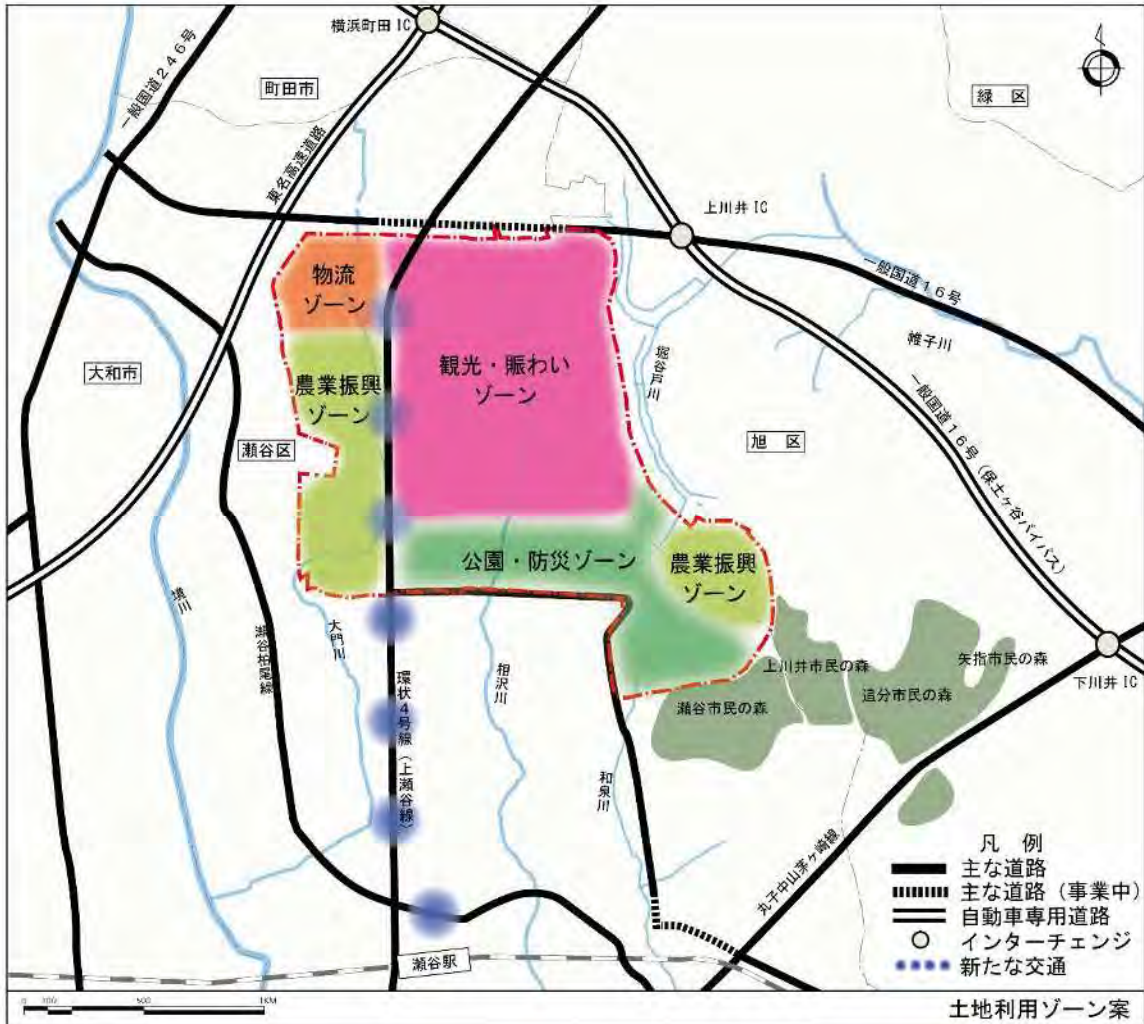 横浜町田 IC
一般国道246号
町田市
緑 区
東名高速道路
上川井 IC
一般国道16号
物流
ゾーン
帷子川
堀谷戸川
観光・賑わい
ゾーン
大和市
農業振興
ゾーン
瀬谷区
旭 区
一般国道16号(保土ヶ谷バイパス)
公園・防災ゾーン
農業振興
ゾーン
境川
瀬谷柏尾線
大門川
環状4号線(上瀬谷線)
相沢川
和泉川
上川井市民の森
瀬谷市民の森
追分市民の森
矢指市民の森
下川井 IC
丸子中山茅ヶ崎線
瀬谷駅
凡 例
主な道路
主な道路(事業中)
自動車専用道路
インターチェンジ
新たな交通
0 500 1KM
土地利用ゾーン案